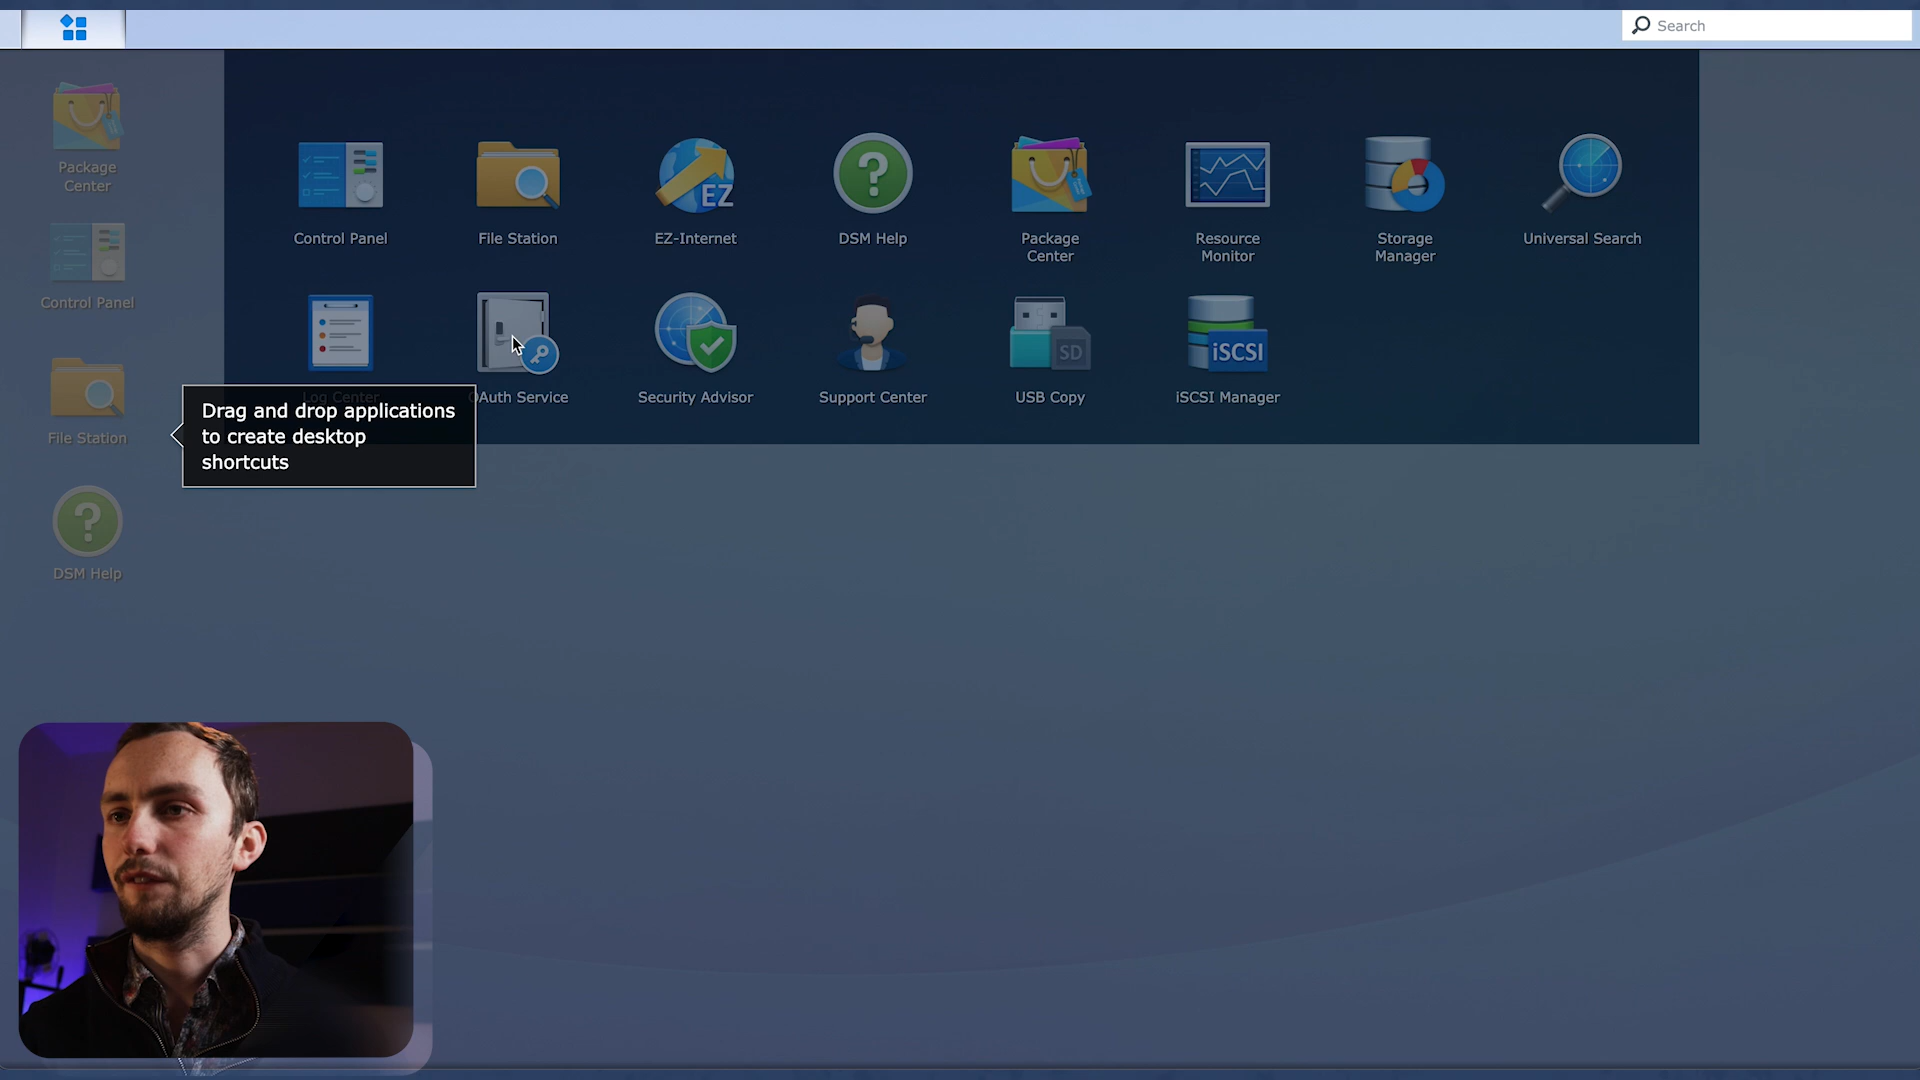 Search
Package
Center
Control Panel
File Station
DSM Help
Control Panel
File Station
EZ
EZ-Internet
DSM Help
Package
Center
Resource
Monitor
Storage
Manager
Universal Search
Log Center
OAuth Service
Security Advisor
Support Center
SD
USB Copy
iSCSI
iSCSI Manager
Drag and drop applications
to create desktop
shortcuts